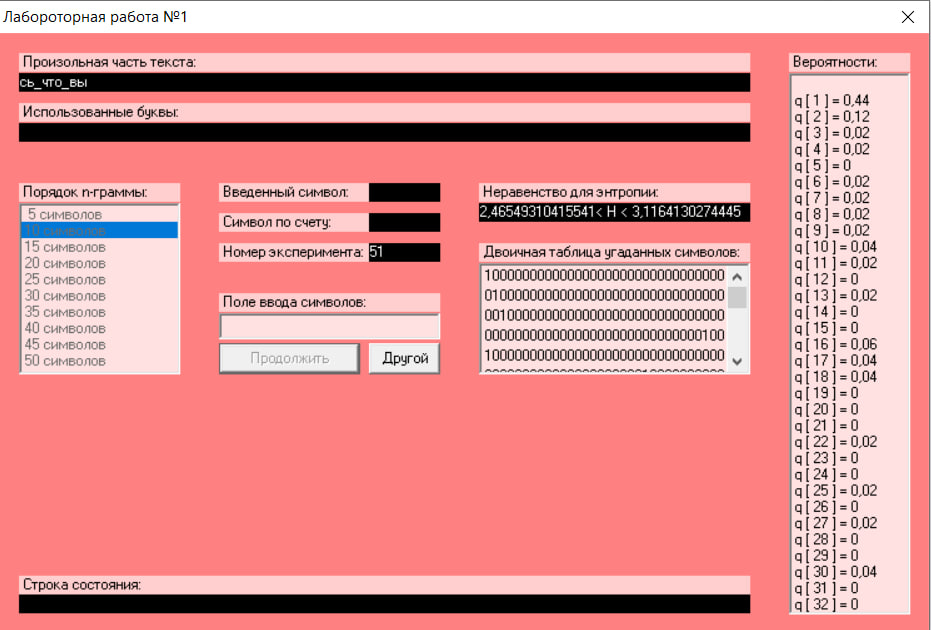 Лабороторная работа №1
Произольная часть текста:
сь_что_вы
Использованные буквы:
Порядок n-граммы:
5 символов
10 символов
15 символов
20 символов
25 символов
30 символов
35 символов
40 символов
45 символов
50 символов
Введенный символ:
Символ по счету:
Номер эксперимента: 51
Поле ввода символов:
Продолжить
Другой
Неравенство для энтропии:
2,46549310415541< H < 3,1164130274445
Двоичная таблица угаданных символов:
10000000000000000000000000000000
01000000000000000000000000000000
00100000000000000000000000000000
00000000000000000000000000000100
10000000000000000000000000000000
Строка состояния:
Вероятности:
q [ 1 ] = 0,44
q [ 2 ] = 0,12
q [ 3 ] = 0,02
q [ 4 ] = 0,02
q [ 5 ] = 0
q [ 6 ] = 0,02
q [ 7 ] = 0,02
q [ 8 ] = 0,02
q [ 9 ] = 0,02
q [ 10 ] = 0,04
q [ 11 ] = 0,02
q [ 12 ] = 0
q [ 13 ] = 0,02
q [ 14 ] = 0
q [ 15 ] = 0
q [ 16 ] = 0,06
q [ 17 ] = 0,04
q [ 18 ] = 0,04
q [ 19 ] = 0
q [ 20 ] = 0
q [ 21 ] = 0
q [ 22 ] = 0,02
q [ 23 ] = 0
q [ 24 ] = 0
q [ 25 ] = 0,02
q [ 26 ] = 0
q [ 27 ] = 0,02
q [ 28 ] = 0
q [ 29 ] = 0
q [ 30 ] = 0,04
q [ 31 ] = 0
q [ 32 ] = 0